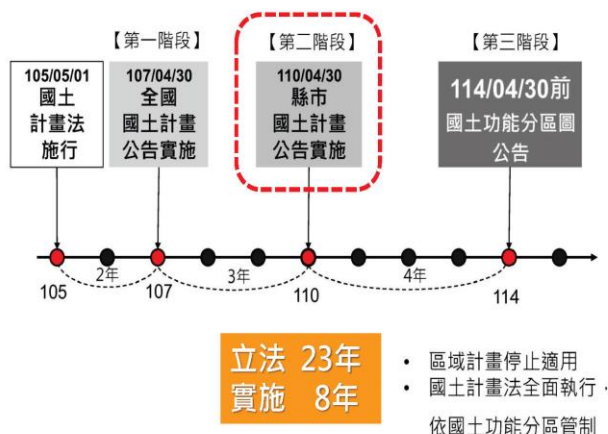 【第一階段】
【第二階段】
【第三階段】
105/05/01
國土
計畫法
施行
107/04/30
全國
國土計畫
公告實施
110/04/30
縣市
國土計畫
公告實施
114/04/30前
國土功能分區圖
公告
2年
3年
4年
105
107
110
114
立法 23年
實施 8年
• 區域計畫停止適用
• 國土計畫法全面執行，
依國土功能分區管制